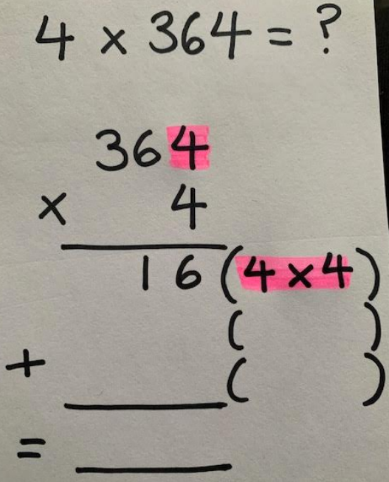 4 × 364 = ?
364
× 4
16 (4×4)
( )
+ ( )
=